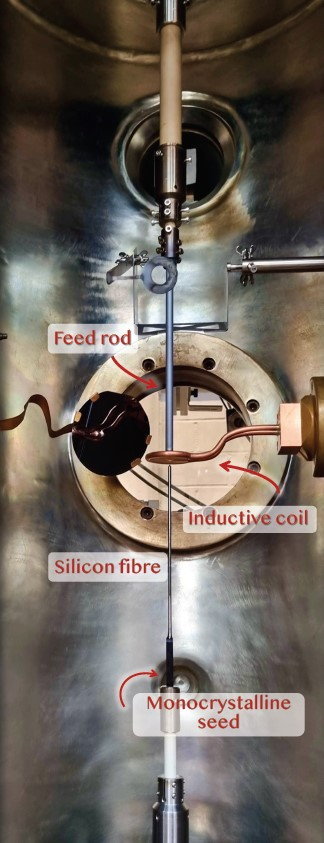 Feed rod
Inductive coil
Silicon fibre
Monocrystalline
seed